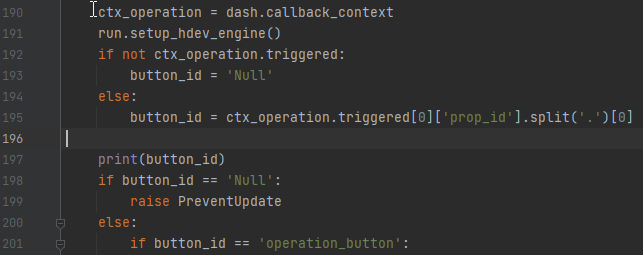 190 ctx_operation = dash.callback_context
191 run.setup_hdev_engine()
192 if not ctx_operation.triggered:
193 button_id = 'Null'
194 else:
195 button_id = ctx_operation.triggered[0]['prop_id'].split('.')[0]
196
197 print(button_id)
198 if button_id == 'Null':
199 raise PreventUpdate
200 else:
201 if button_id == 'operation_button':